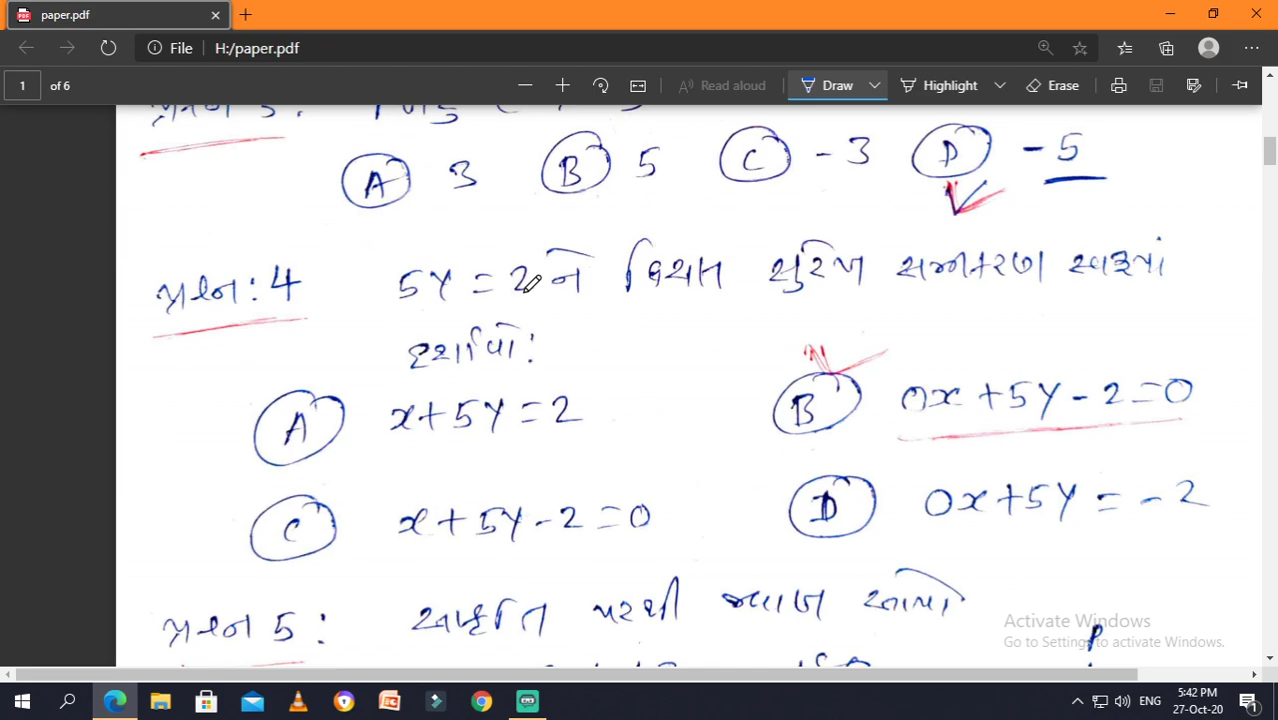 paper.pdf
File H:/paper.pdf
1 of 6 Read aloud Draw Highlight Erase
A 3 B 5 C -3 D -5
પ્રશ્ન:4 5Y = 2 ને દ્વિચલ સુરેખ સમીકરણ સ્વરૂપમાં
દર્શાવો:
A x+5Y=2 B 0x+5Y-2=0
C x+5Y-2=0 D 0x+5Y=-2
પ્રશ્ન 5: આકૃતિ પરથી જવાબ આપો
P
Activate Windows
Go to Settings to activate Windows.
ENG 5:42 PM
27-Oct-20